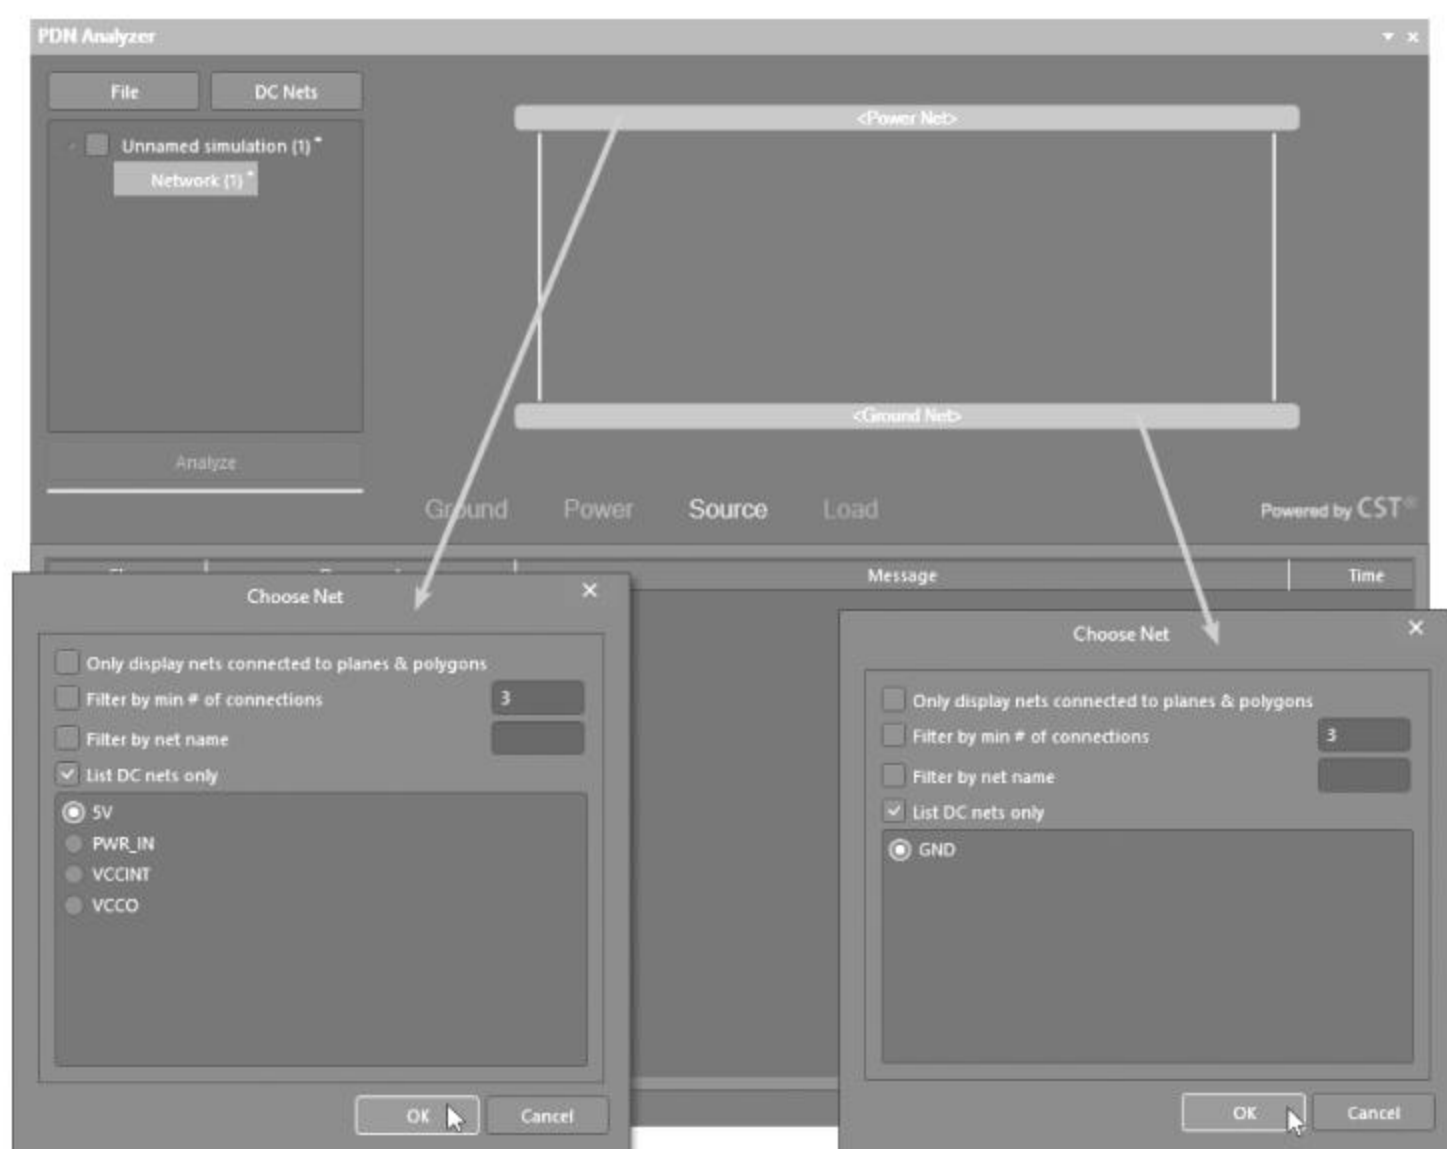 PDN Analyzer
File
DC Nets
Unnamed simulation (1) *
Network (1) *
Analyze
<Power Net>
<Ground Net>
Ground
Power
Source
Load
Powered by CST®
Message
Time
Choose Net
Only display nets connected to planes & polygons
Filter by min # of connections
3
Filter by net name
List DC nets only
5V
PWR_IN
VCCINT
VCCO
OK
Cancel
Choose Net
Only display nets connected to planes & polygons
Filter by min # of connections
3
Filter by net name
List DC nets only
GND
OK
Cancel